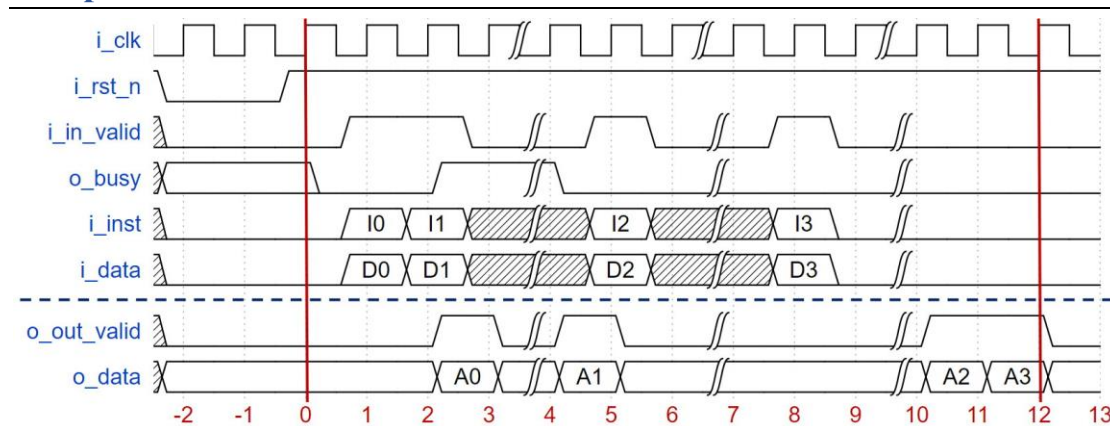 i_clk
i_rst_n
i_in_valid
o_busy
i_inst I0 I1 I2 I3
i_data D0 D1 D2 D3
o_out_valid
o_data A0 A1 A2 A3
-2 -1 0 1 2 3 4 5 6 7 8 9 10 11 12 13